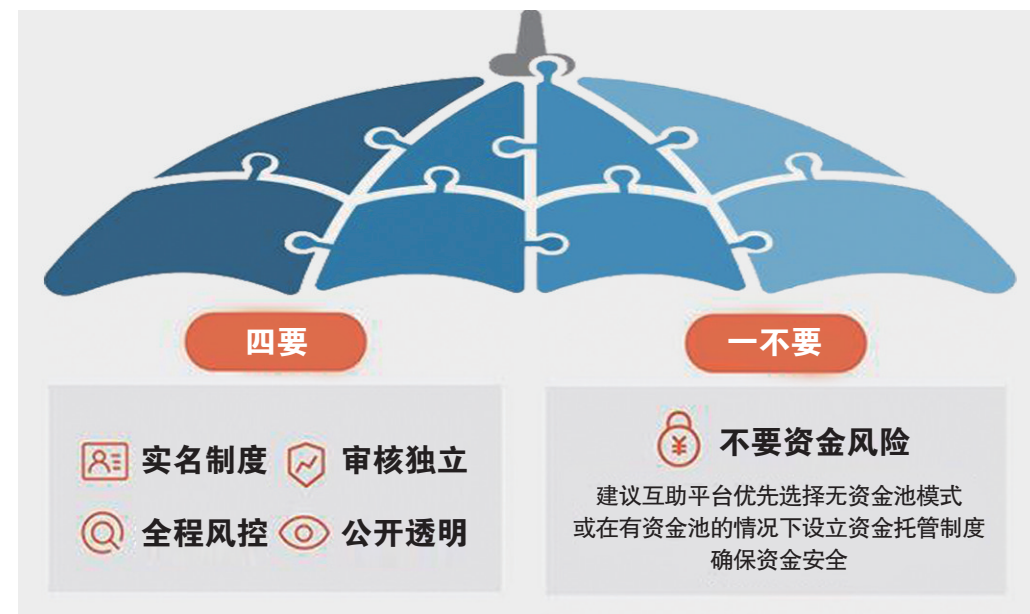 四要
一不要
实名制度
审核独立
全程风控
公开透明
不要资金风险
建议互助平台优先选择无资金池模式
或在有资金池的情况下设立资金托管制度
确保资金安全